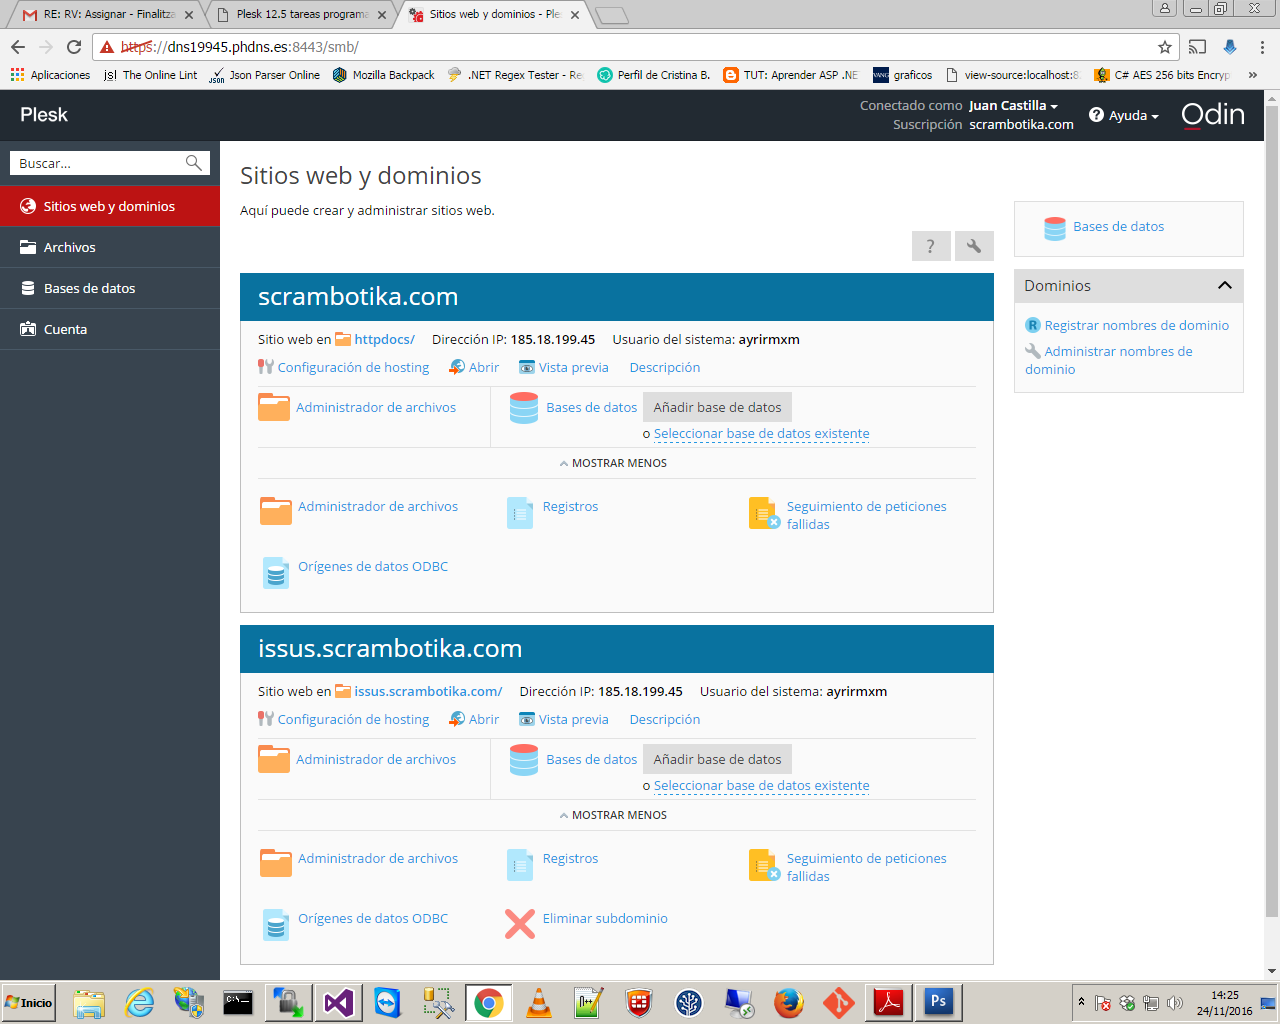 RE: RV: Assignar - Finalitza
Plesk 12.5 tareas programa
Sitios web y dominios - Ple
https://dns19945.phdns.es:8443/smb/
Aplicaciones
The Online Lint
Json Parser Online
Mozilla Backpack
.NET Regex Tester - Re
Perfil de Cristina B.
TUT: Aprender ASP .NE
graficos
view-source:localhost:8
C# AES 256 bits Encryp
Plesk
Conectado como Juan Castilla
Suscripción scrambotika.com
Ayuda
Odin
Buscar...
Sitios web y dominios
Archivos
Bases de datos
Cuenta
Sitios web y dominios
Aquí puede crear y administrar sitios web.
?
scrambotika.com
Sitio web en httpdocs/ Dirección IP: 185.18.199.45 Usuario del sistema: ayrirmxm
Configuración de hosting Abrir Vista previa Descripción
Administrador de archivos
Bases de datos Añadir base de datos
o Seleccionar base de datos existente
MOSTRAR MENOS
Administrador de archivos
Registros
Seguimiento de peticiones
fallidas
Orígenes de datos ODBC
issus.scrambotika.com
Sitio web en issus.scrambotika.com/ Dirección IP: 185.18.199.45 Usuario del sistema: ayrirmxm
Configuración de hosting Abrir Vista previa Descripción
Administrador de archivos
Bases de datos Añadir base de datos
o Seleccionar base de datos existente
MOSTRAR MENOS
Administrador de archivos
Registros
Seguimiento de peticiones
fallidas
Orígenes de datos ODBC
Eliminar subdominio
Bases de datos
Dominios
Registrar nombres de dominio
Administrar nombres de
dominio
Inicio
Ps
14:25
24/11/2016